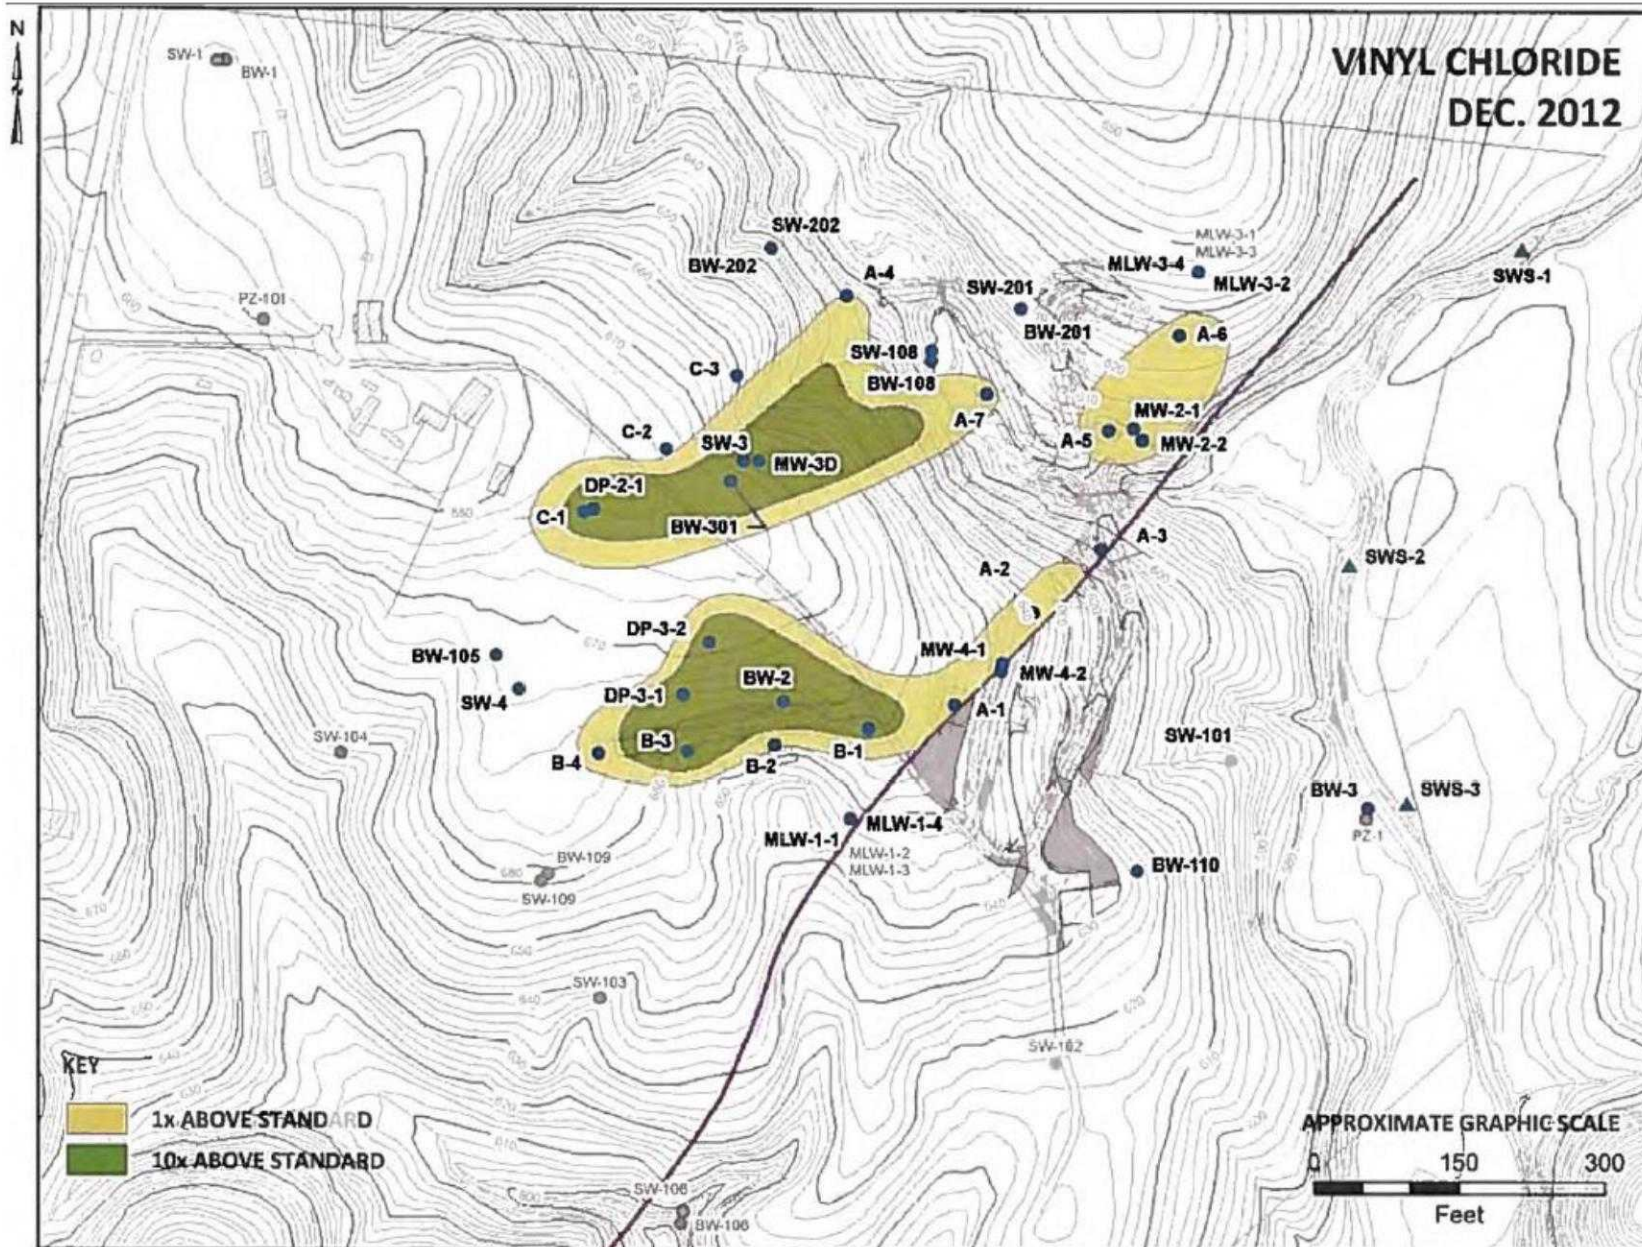 N
VINYL CHLORIDE
DEC. 2012
SW-1
BW-1
PZ-101
SW-202
BW-202
A-4
SW-201
BW-201
MLW-3-1
MLW-3-3
MLW-3-4
MLW-3-2
SWS-1
A-6
SW-108
BW-108
C-3
A-7
MW-2-1
A-5
MW-2-2
C-2
SW-3
MW-3D
DP-2-1
C-1
BW-301
A-3
A-2
SWS-2
DP-3-2
BW-105
MW-4-1
MW-4-2
SW-4
DP-3-1
BW-2
A-1
SW-104
B-4
B-3
B-2
B-1
SW-101
BW-3
SWS-3
PZ-1
MLW-1-1
MLW-1-4
MLW-1-2
MLW-1-3
BW-109
SW-109
BW-110
SW-103
SW-102
KEY
1x ABOVE STANDARD
10x ABOVE STANDARD
SW-106
BW-106
APPROXIMATE GRAPHIC SCALE
0 150 300
Feet